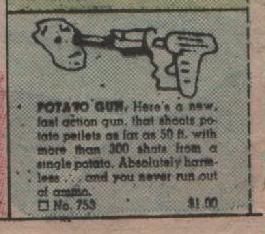 POTATO GUN. Here's a new,
fast action gun, that shoots po-
tato pellets as far as 50 ft. with
more than 300 shots from a
single potato. Absolutely harm-
less . . . and you never run out
of ammo.
☐ No. 753 $1.00